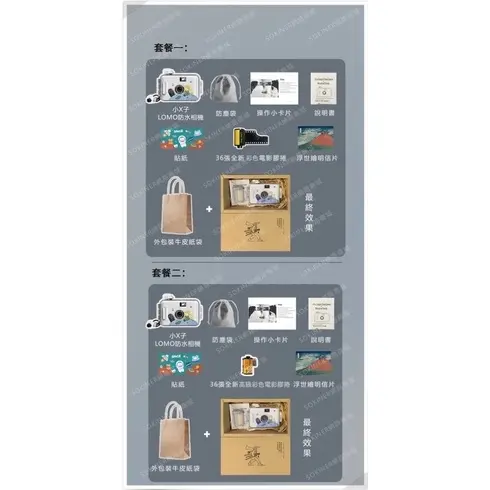 套餐一：
小X子
LOMO防水相機
防塵袋
操作小卡片
說明書
貼紙
36張全新彩色電影膠捲
浮世繪明信片
+
最終效果
外包裝牛皮紙袋
套餐二：
小X子
LOMO防水相機
防塵袋
操作小卡片
說明書
貼紙
36張全新高級彩色電影膠捲
浮世繪明信片
+
最終效果
外包裝牛皮紙袋